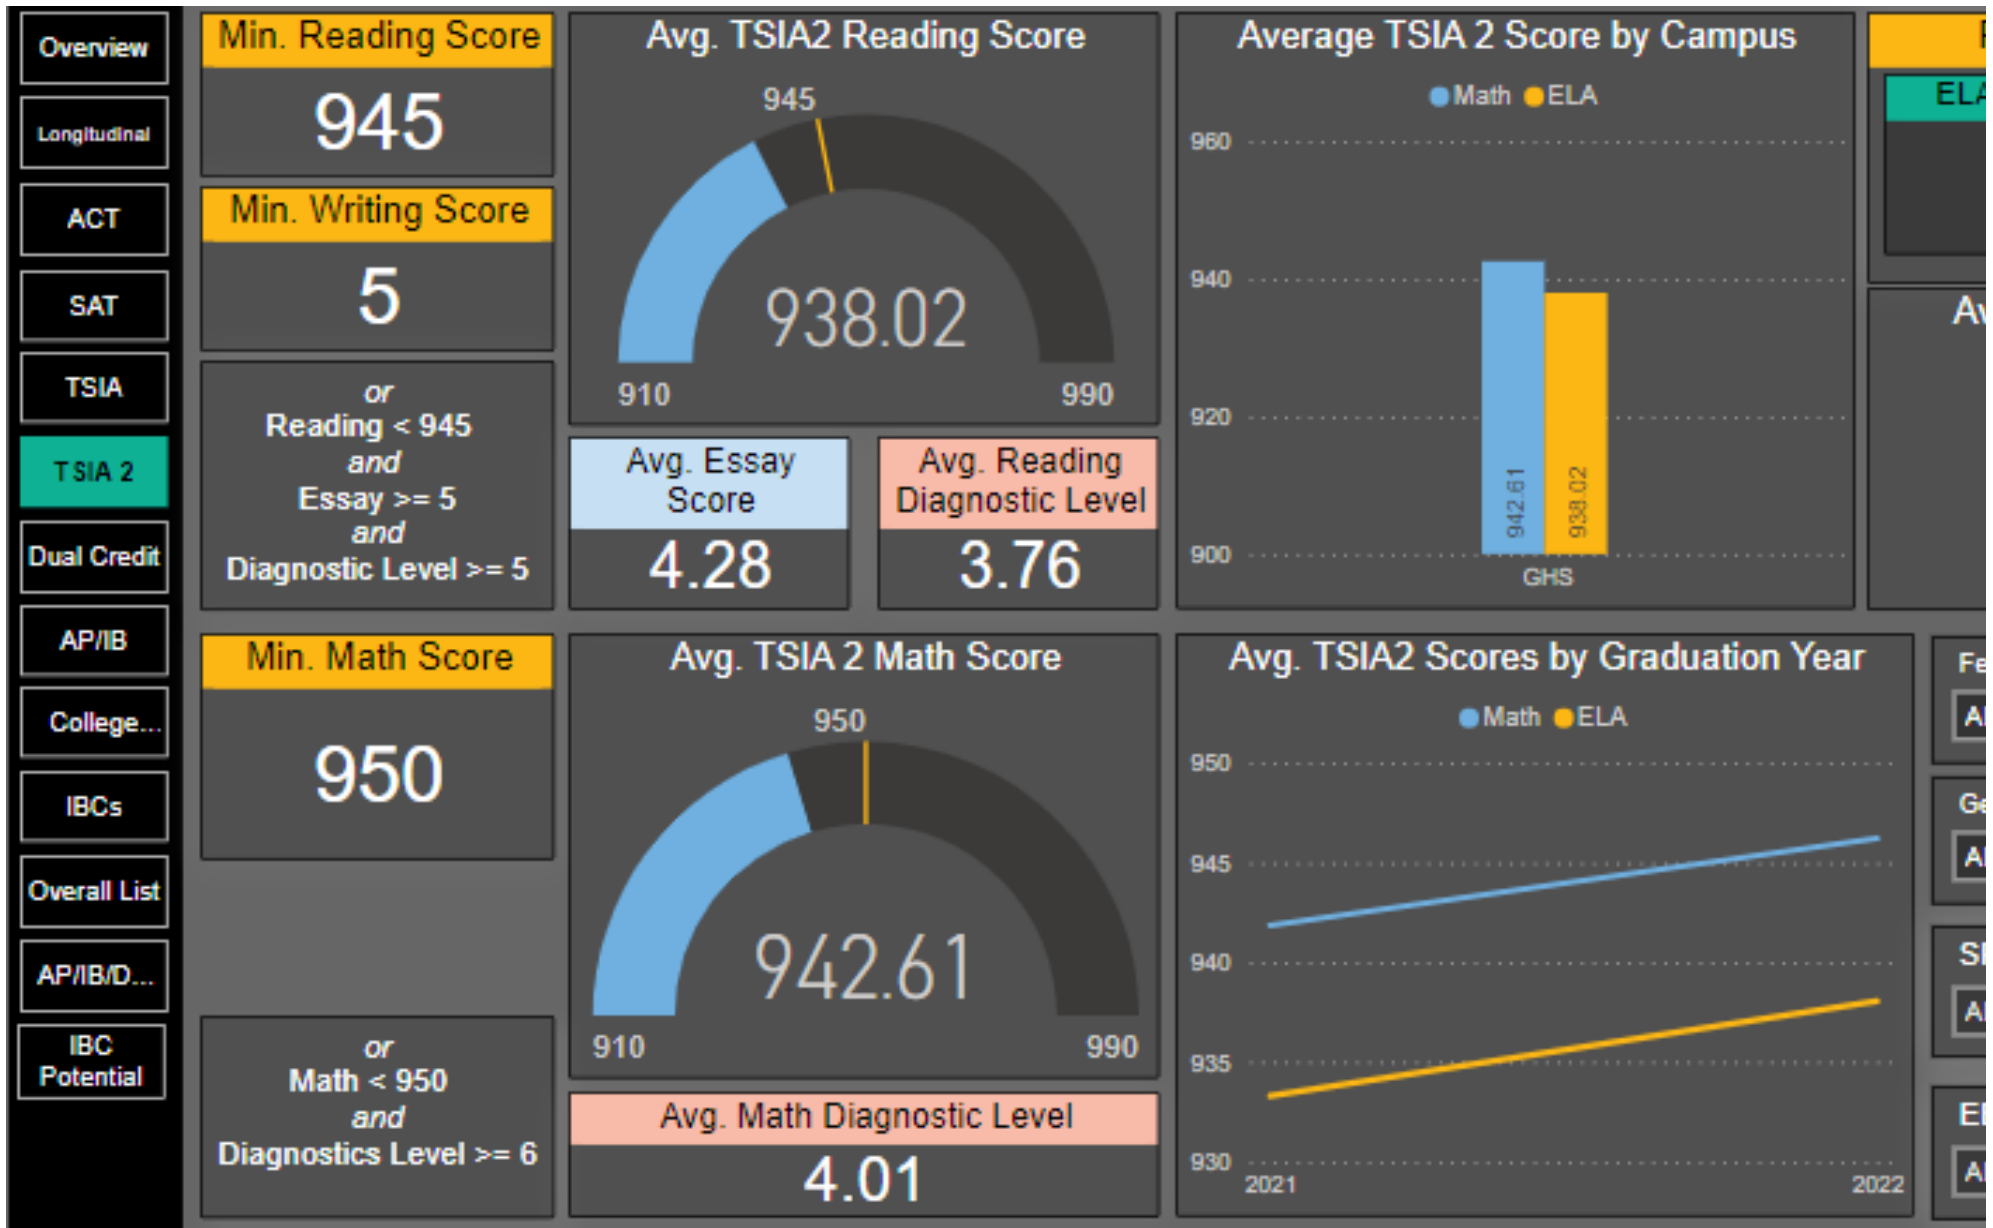 Overview
Longitudinal
ACT
SAT
TSIA
TSIA 2
Dual Credit
AP/IB
College...
IBCs
Overall List
AP/IB/D...
IBC
Potential
Min. Reading Score
945
Min. Writing Score
5
or
Reading < 945
and
Essay >= 5
and
Diagnostic Level >= 5
Avg. TSIA2 Reading Score
945
938.02
910 990
Avg. Essay
Score
4.28
Avg. Reading
Diagnostic Level
3.76
Average TSIA 2 Score by Campus
Math ELA
960
940
920
900
942.61
938.02
GHS
ELA
Min. Math Score
950
or
Math < 950
and
Diagnostics Level >= 6
Avg. TSIA 2 Math Score
950
942.61
910 990
Avg. Math Diagnostic Level
4.01
Avg. TSIA2 Scores by Graduation Year
Math ELA
950
945
940
935
930
2021 2022